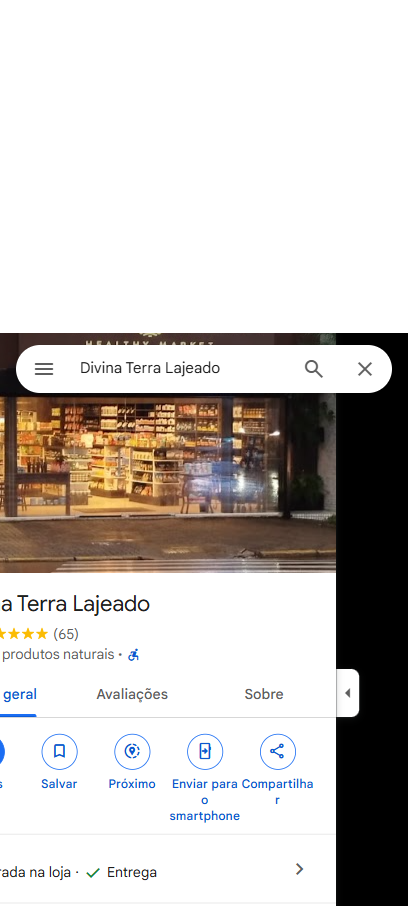 HEALTHY MARKET
Divina Terra Lajeado
a Terra Lajeado
(65)
produtos naturais ·
geral
Avaliações
Sobre
s
Salvar
Próximo
Enviar para o smartphone
Compartilhar
rada na loja · Entrega